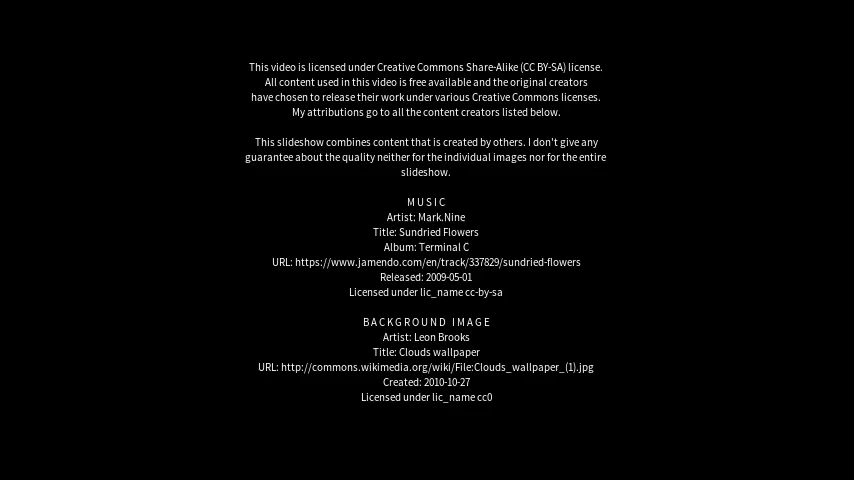 This video is licensed under Creative Commons Share-Alike (CC BY-SA) license.
All content used in this video is free available and the original creators
have chosen to release their work under various Creative Commons licenses.
My attributions go to all the content creators listed below.
This slideshow combines content that is created by others. I don't give any
guarantee about the quality neither for the individual images nor for the entire
slideshow.
M U S I C
Artist: Mark.Nine
Title: Sundried Flowers
Album: Terminal C
URL: https://www.jamendo.com/en/track/337829/sundried-flowers
Released: 2009-05-01
Licensed under lic_name cc-by-sa
B A C K G R O U N D   I M A G E
Artist: Leon Brooks
Title: Clouds wallpaper
URL: http://commons.wikimedia.org/wiki/File:Clouds_wallpaper_(1).jpg
Created: 2010-10-27
Licensed under lic_name cc0